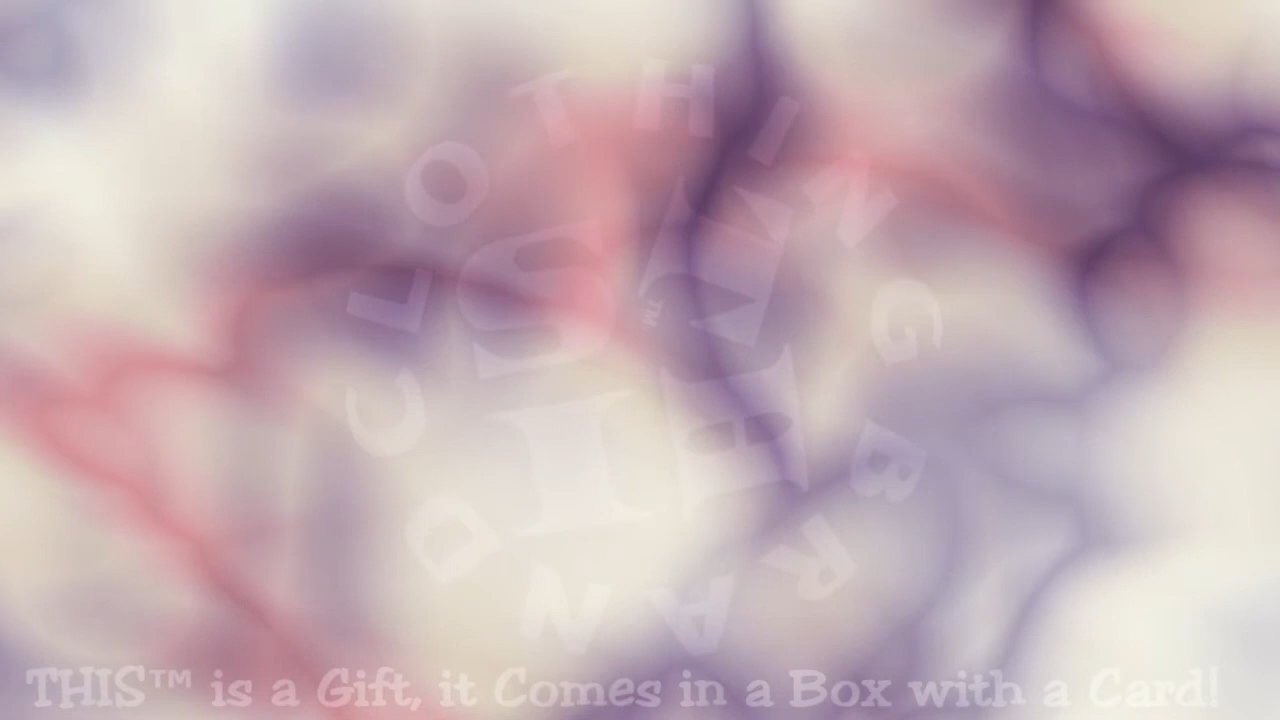 CLOTHING BRAND
THIS™ is a Gift, it Comes in a Box with a Card!